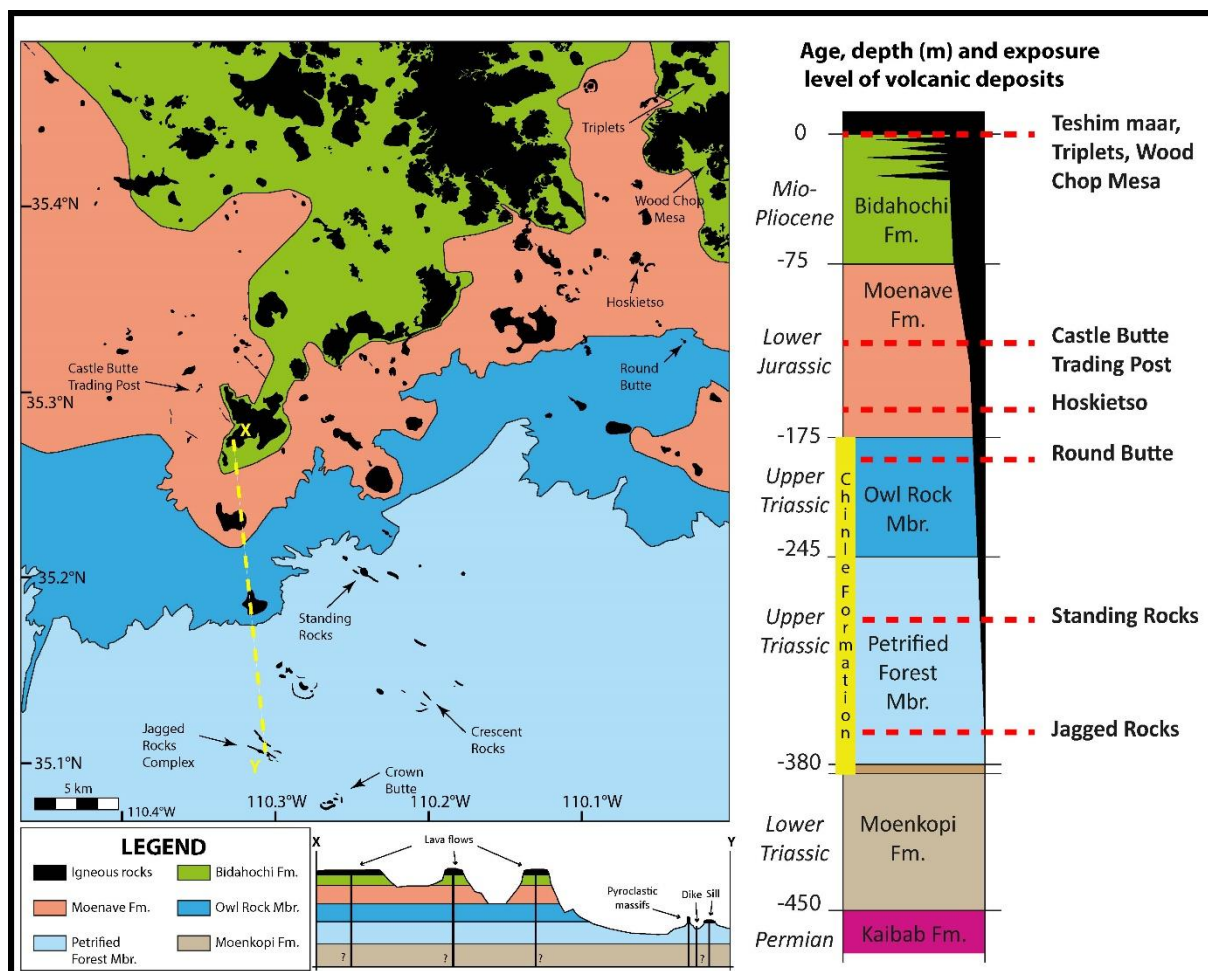 Triplets
Wood Chop
Mesa
35.4°N
Hoskietso
Castle Butte
Trading Post
Round
Butte
35.3°N
X
35.2°N
Standing
Rocks
Jagged
Rocks
Complex
Crescent
Rocks
Y
35.1°N
Crown
Butte
5 km
110.4°W
110.3°W
110.2°W
110.1°W
LEGEND
Igneous rocks
Bidahochi Fm.
Moenave Fm.
Owl Rock Mbr.
Petrified
Forest Mbr.
Moenkopi Fm.
X
Lava flows
Y
Pyroclastic
massifs
Dike
Sill
?
?
?
?
Age, depth (m) and exposure
level of volcanic deposits
0
Teshim maar,
Triplets, Wood
Chop Mesa
Mio-
Pliocene
Bidahochi
Fm.
-75
Moenave
Fm.
Lower
Jurassic
Castle Butte
Trading Post
Hoskietso
-175
Round Butte
Upper
Triassic
Owl Rock
Mbr.
-245
Chinle Formation
Upper
Triassic
Petrified
Forest
Mbr.
Standing Rocks
Jagged Rocks
-380
Lower
Triassic
Moenkopi
Fm.
-450
Permian
Kaibab Fm.